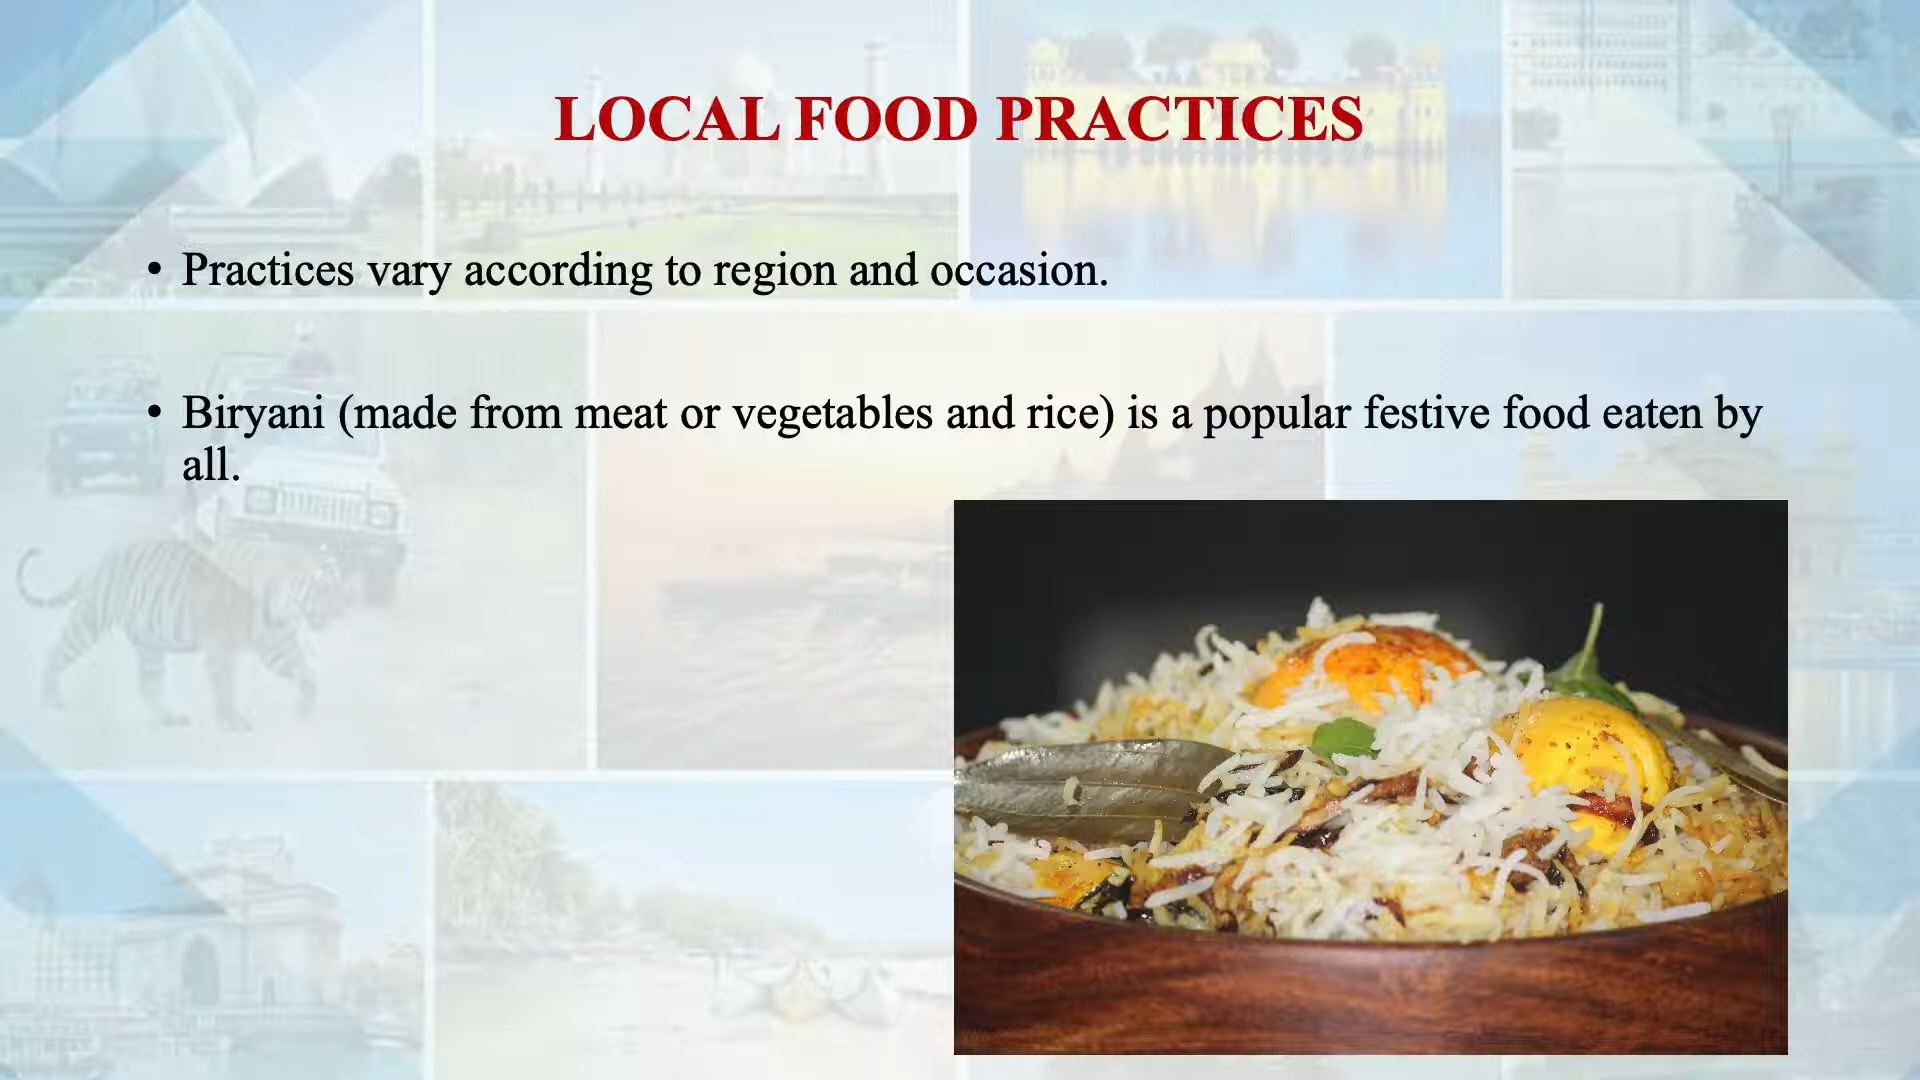 LOCAL FOOD PRACTICES
• Practices vary according to region and occasion.
• Biryani (made from meat or vegetables and rice) is a popular festive food eaten by
all.